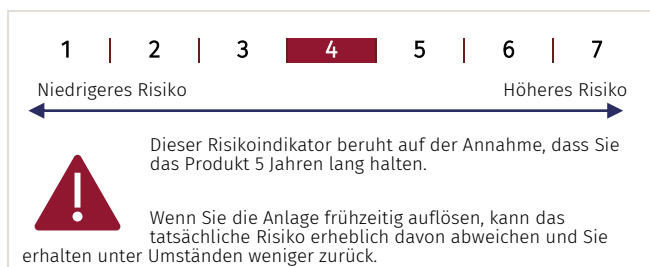 1 | 2 | 3 | 4 | 5 | 6 | 7
Niedrigeres Risiko Höheres Risiko
Dieser Risikoindikator beruht auf der Annahme, dass Sie
das Produkt 5 Jahren lang halten.
Wenn Sie die Anlage frühzeitig auflösen, kann das
tatsächliche Risiko erheblich davon abweichen und Sie
erhalten unter Umständen weniger zurück.